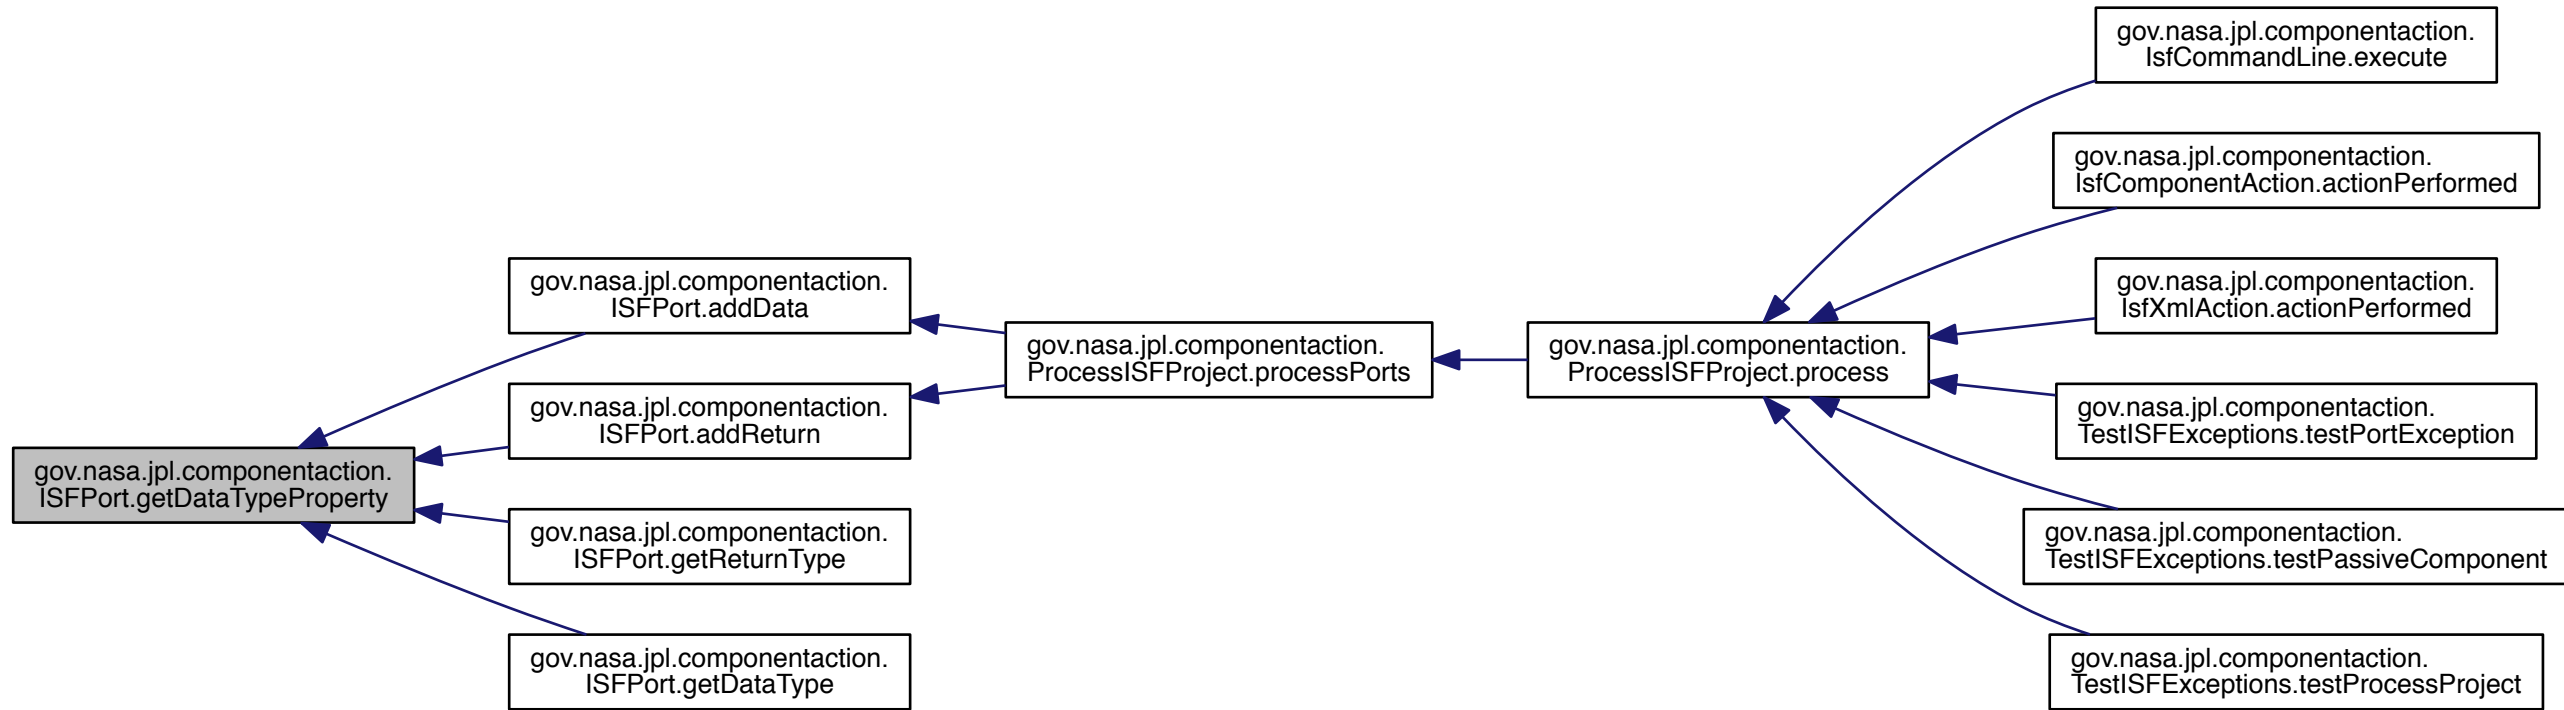 gov.nasa.jpl.componentaction.
IsfCommandLine.execute
gov.nasa.jpl.componentaction.
IsfComponentAction.actionPerformed
gov.nasa.jpl.componentaction.
ISFPort.addData
gov.nasa.jpl.componentaction.
IsfXmlAction.actionPerformed
gov.nasa.jpl.componentaction.
ProcessISFProject.processPorts
gov.nasa.jpl.componentaction.
ProcessISFProject.process
gov.nasa.jpl.componentaction.
ISFPort.addReturn
gov.nasa.jpl.componentaction.
TestISFExceptions.testPortException
gov.nasa.jpl.componentaction.
ISFPort.getDataTypeProperty
gov.nasa.jpl.componentaction.
ISFPort.getReturnType
gov.nasa.jpl.componentaction.
TestISFExceptions.testPassiveComponent
gov.nasa.jpl.componentaction.
ISFPort.getDataType
gov.nasa.jpl.componentaction.
TestISFExceptions.testProcessProject